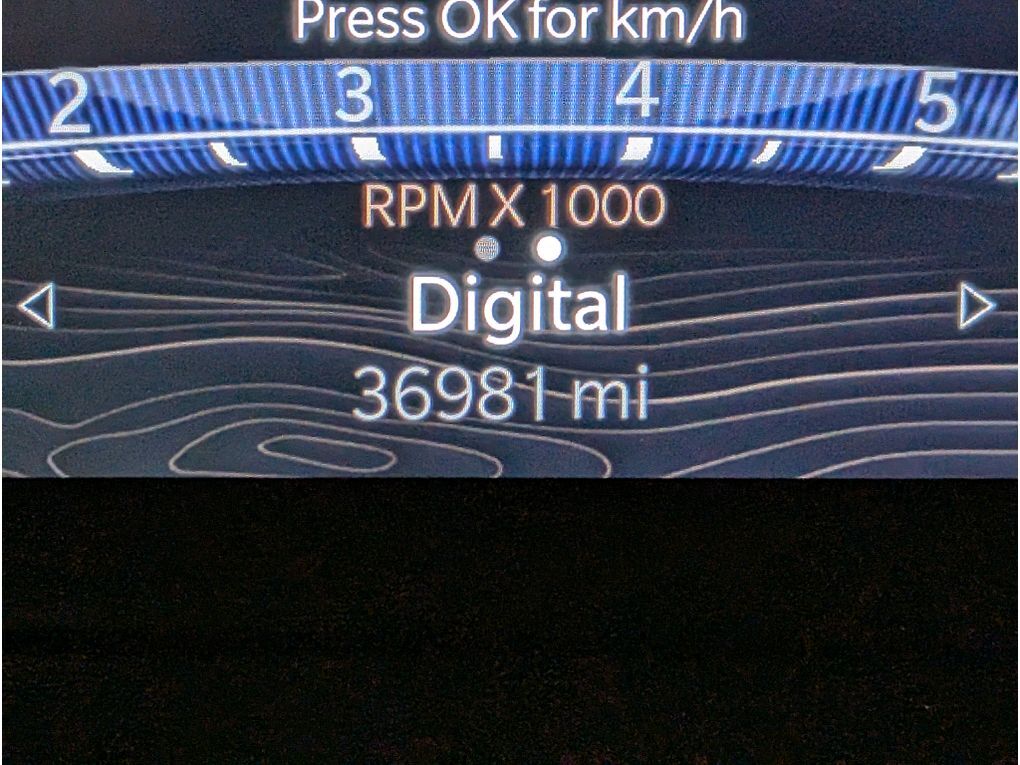 Press OK for km/h
2 3 4 5
RPM X 1000
Digital
36981 mi